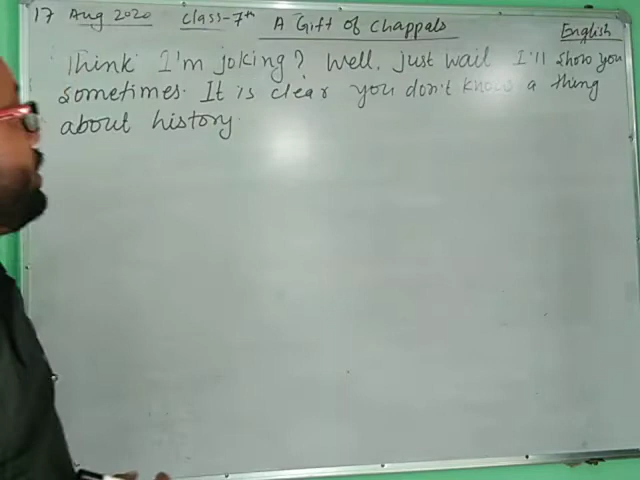 17 Aug 2020 Class-7th A Gift of Chappals English
Think I'm joking? Well, just wail I'll show you
sometimes. It is clear you don't know a thing
about history.